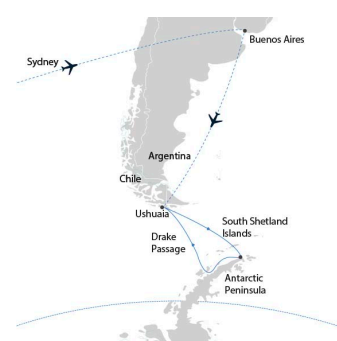 Buenos Aires
Sydney
Argentina
Chile
Ushuaia
South Shetland
Islands
Drake
Passage
Antarctic
Peninsula